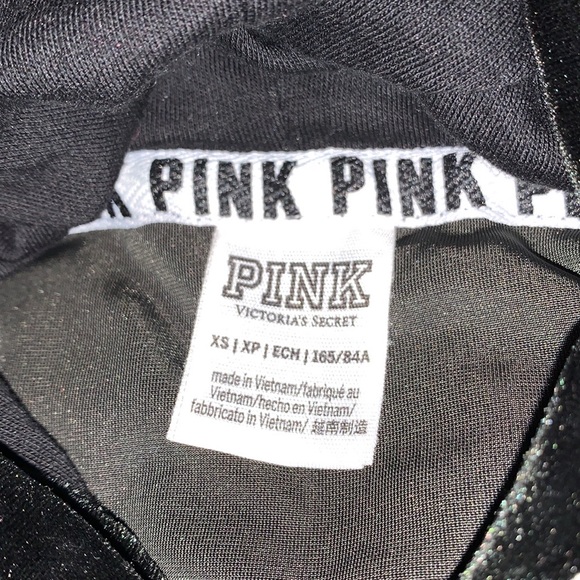 PINK PINK
PINK
VICTORIA'S SECRET
XS | XP | ECH | 165/84A
made in Vietnam/fabriqué au
Vietnam/hecho en Vietnam/
fabbricato in Vietnam/ 越南制造